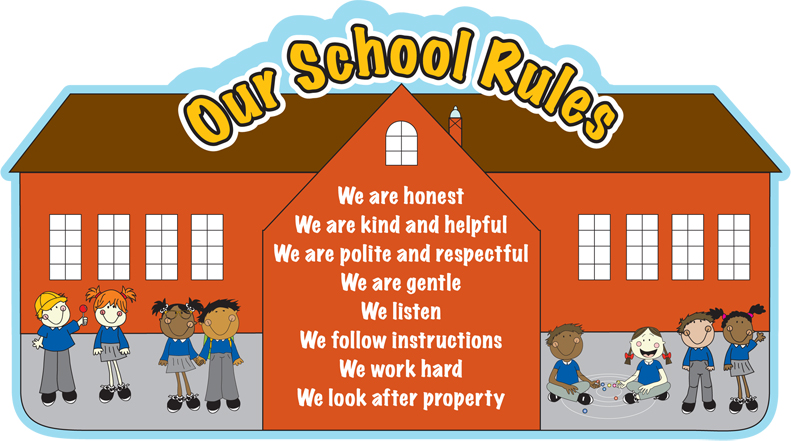 Our School Rules
We are honest
We are kind and helpful
We are polite and respectful
We are gentle
We listen
We follow instructions
We work hard
We look after property